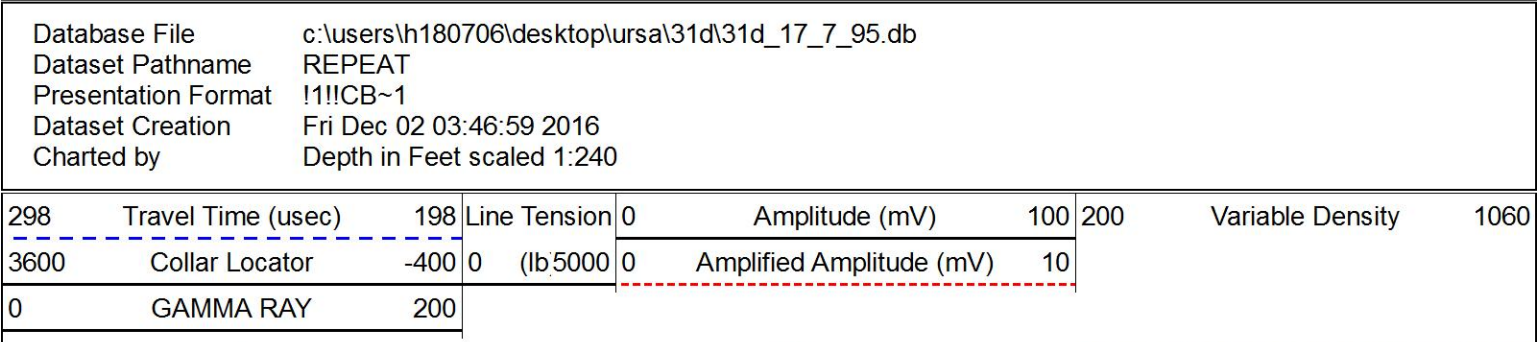 Database File c:\users\h180706\desktop\ursa\31d\31d_17_7_95.db
Dataset Pathname REPEAT
Presentation Format !1!!CB~1
Dataset Creation Fri Dec 02 03:46:59 2016
Charted by Depth in Feet scaled 1:240
298 Travel Time (usec) 198 Line Tension 0 Amplitude (mV) 100 200 Variable Density 1060
3600 Collar Locator -400 0 (lb 5000 0 Amplified Amplitude (mV) 10
0 GAMMA RAY 200